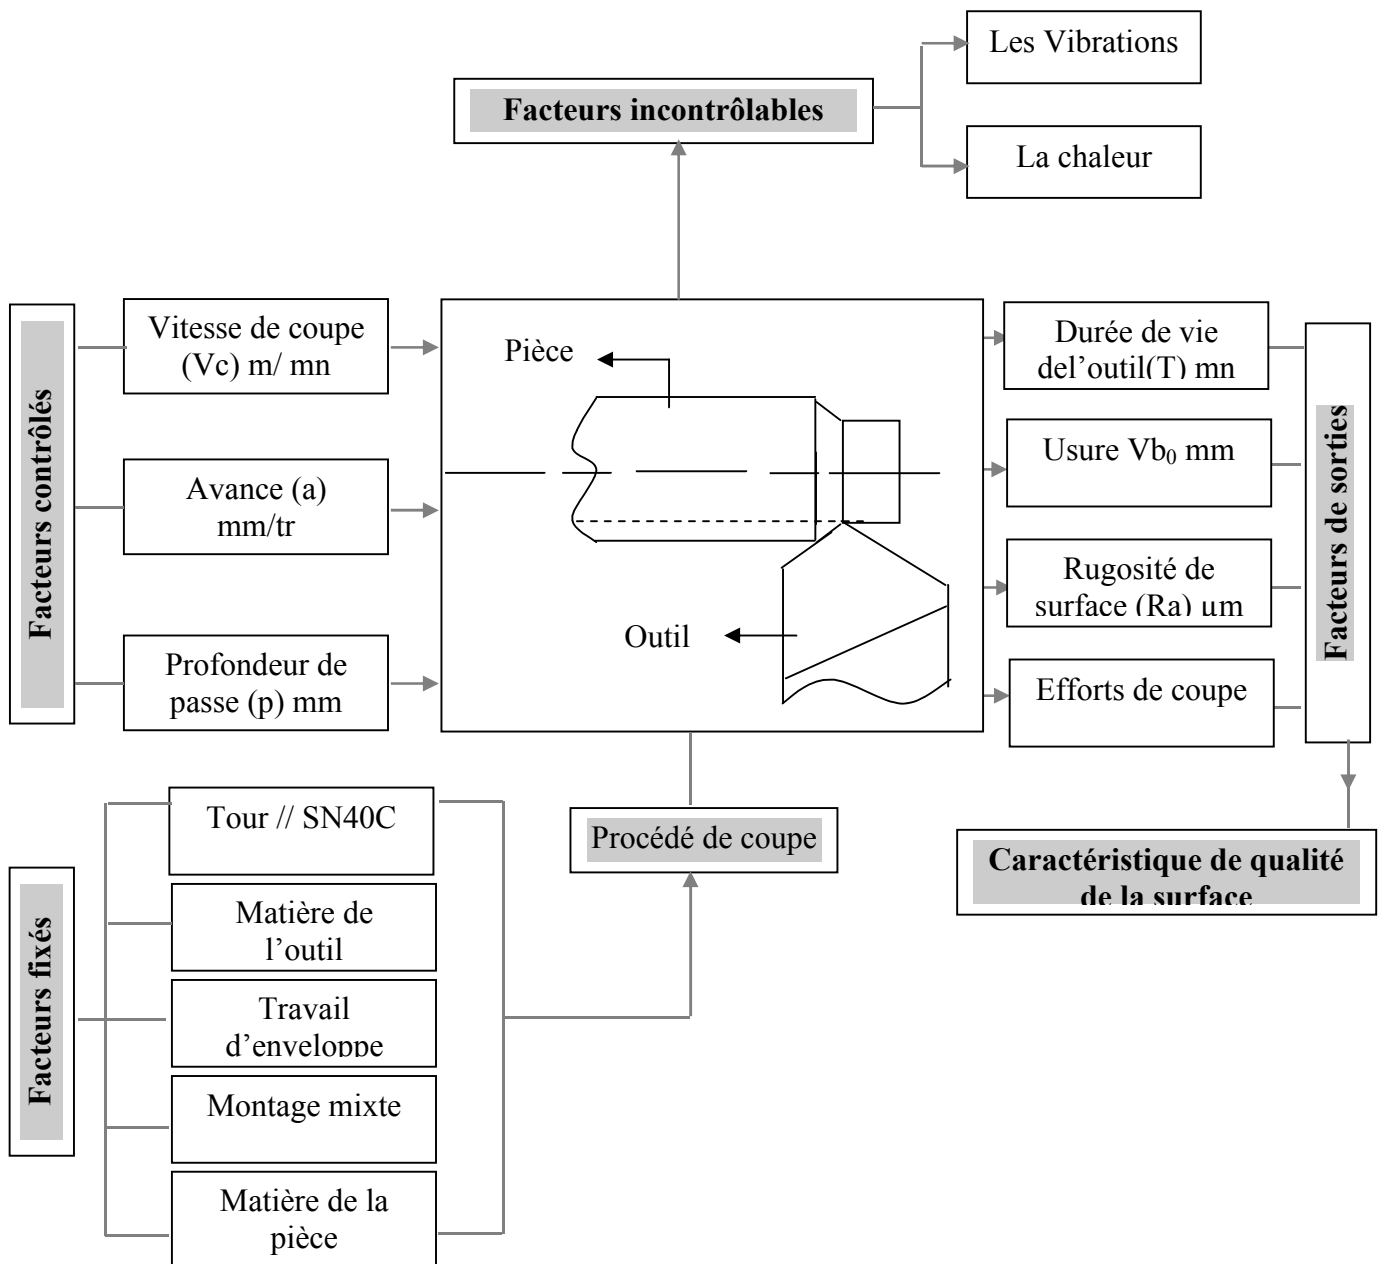 Les Vibrations
Facteurs incontrôlables
La chaleur
Facteurs contrôlés
Vitesse de coupe
(Vc) m/ mn
Avance (a)
mm/tr
Profondeur de
passe (p) mm
Pièce
Outil
Durée de vie
del’outil(T) mn
Usure Vb₀ mm
Rugosité de
surface (Ra) µm
Efforts de coupe
Facteurs de sorties
Facteurs fixés
Tour // SN40C
Matière de
l’outil
Travail
d’enveloppe
Montage mixte
Matière de la
pièce
Procédé de coupe
Caractéristique de qualité
de la surface